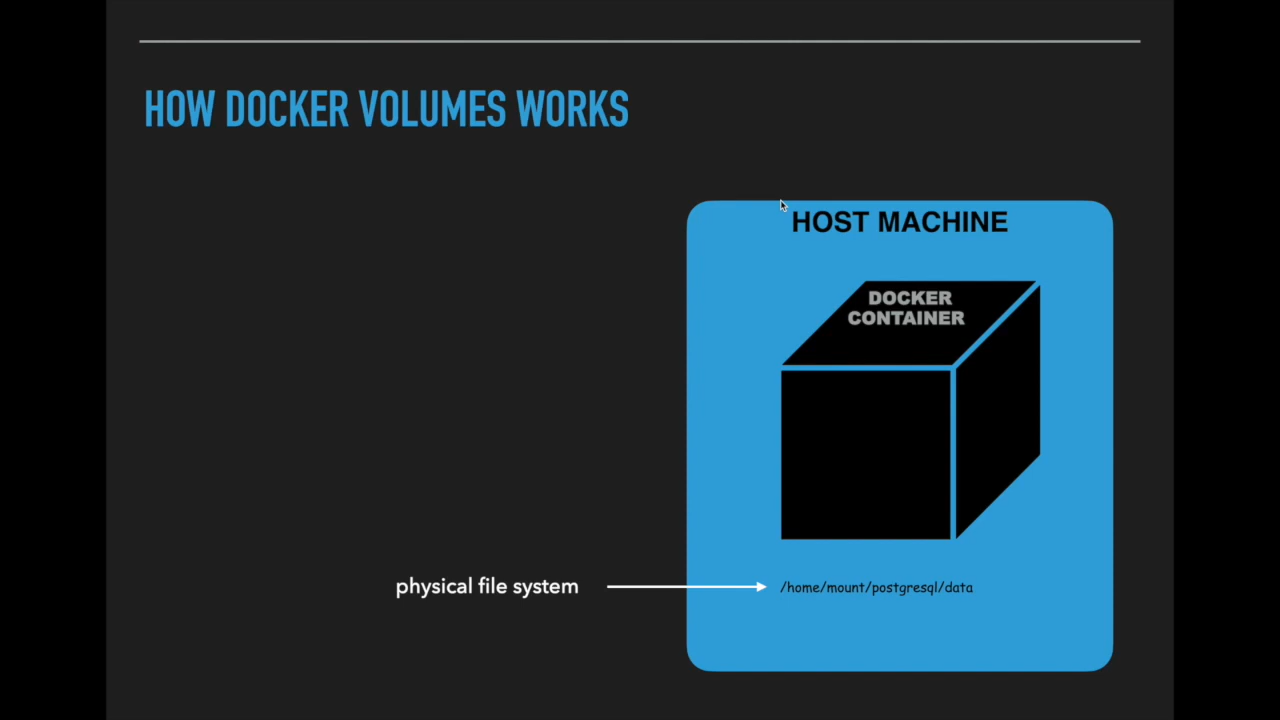 HOW DOCKER VOLUMES WORKS
HOST MACHINE
DOCKER
CONTAINER
physical file system
/home/mount/postgresql/data